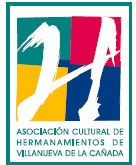 ASOCIACIÓN CULTURAL DE
HERMANAMIENTOS DE
VILLANUEVA DE LA CAÑADA